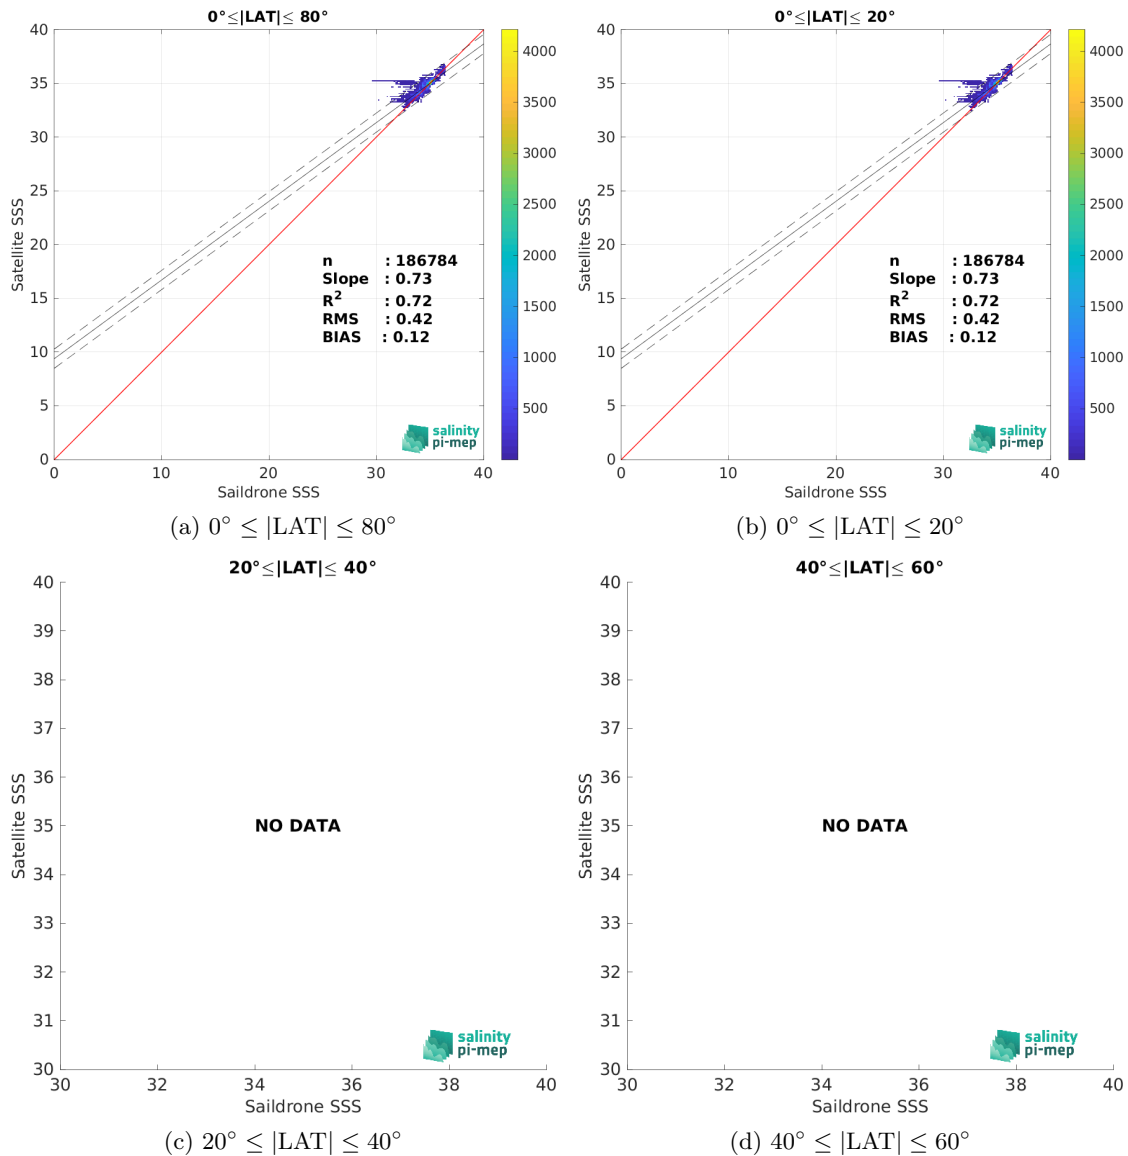 0°≤|LAT|≤ 80°
40
35
30
25
20
15
10
5
0
0
10
20
30
40
Satellite SSS
Saildrone SSS
n : 186784
Slope : 0.73
R² : 0.72
RMS : 0.42
BIAS : 0.12
salinity
pi-mep
4000
3500
3000
2500
2000
1500
1000
500
(a) 0° ≤ |LAT| ≤ 80°
0°≤|LAT|≤ 20°
40
35
30
25
20
15
10
5
0
0
10
20
30
40
Satellite SSS
Saildrone SSS
n : 186784
Slope : 0.73
R² : 0.72
RMS : 0.42
BIAS : 0.12
salinity
pi-mep
4000
3500
3000
2500
2000
1500
1000
500
(b) 0° ≤ |LAT| ≤ 20°
20°≤|LAT|≤ 40°
40
39
38
37
36
35
34
33
32
31
30
30
32
34
36
38
40
Satellite SSS
Saildrone SSS
NO DATA
salinity
pi-mep
(c) 20° ≤ |LAT| ≤ 40°
40°≤|LAT|≤ 60°
40
39
38
37
36
35
34
33
32
31
30
30
32
34
36
38
40
Satellite SSS
Saildrone SSS
NO DATA
salinity
pi-mep
(d) 40° ≤ |LAT| ≤ 60°